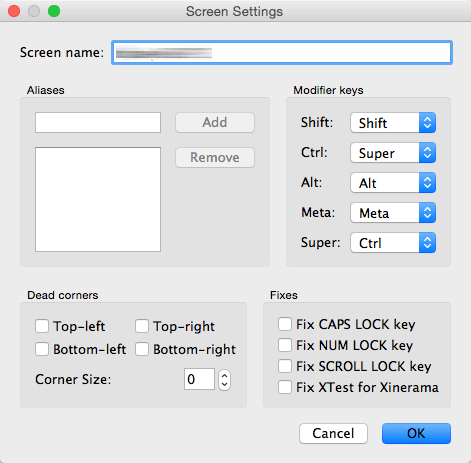 Screen Settings
Screen name:
Aliases
Add
Remove
Modifier keys
Shift: Shift
Ctrl: Super
Alt: Alt
Meta: Meta
Super: Ctrl
Dead corners
Top-left Top-right
Bottom-left Bottom-right
Corner Size: 0
Fixes
Fix CAPS LOCK key
Fix NUM LOCK key
Fix SCROLL LOCK key
Fix XTest for Xinerama
Cancel OK